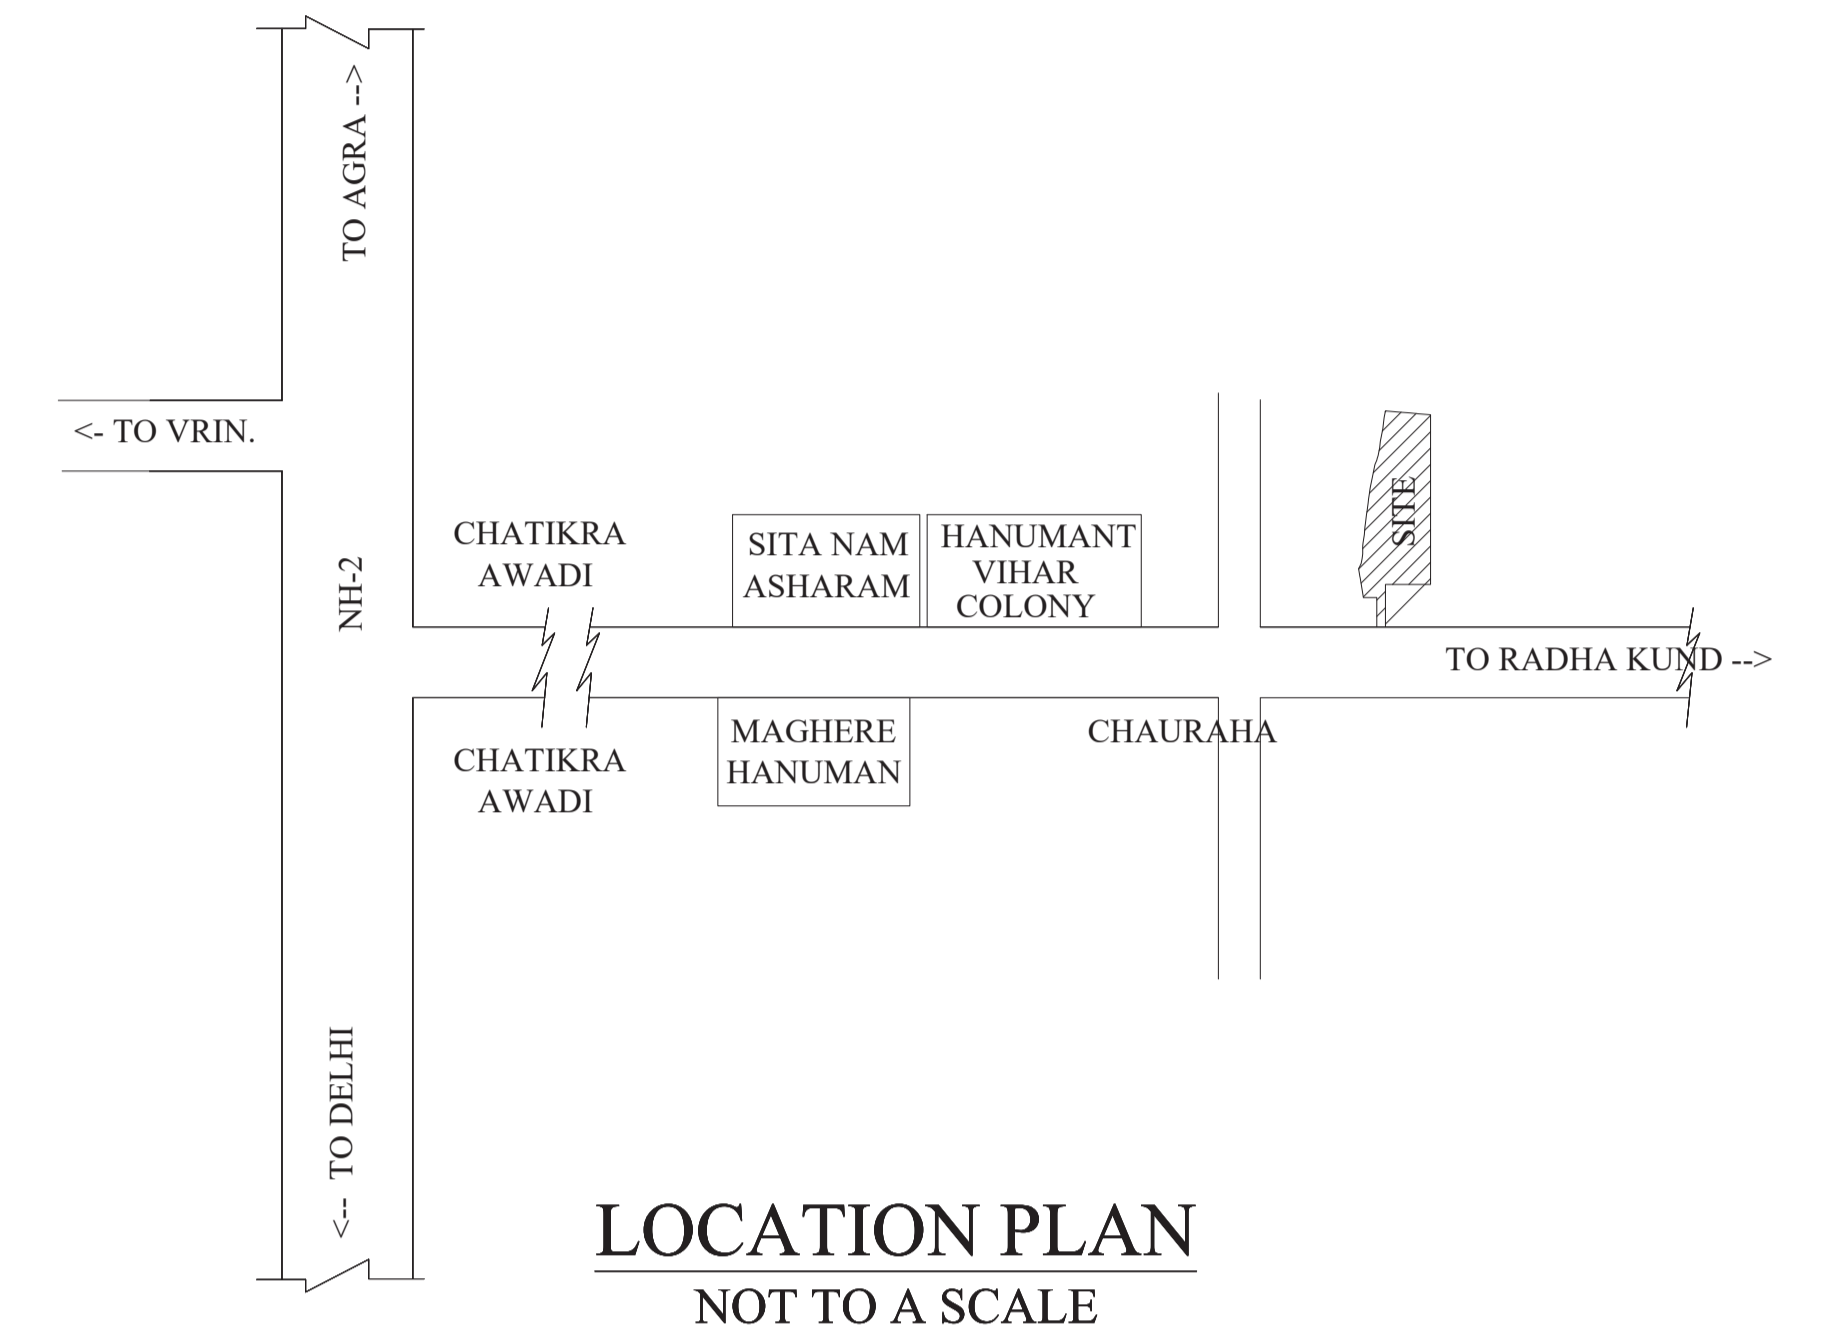 TO AGRA -->
<- TO VRIN.
NH-2
CHATIKRA
AWADI
SITA NAM
ASHARAM
HANUMANT
VIHAR
COLONY
SITE
TO RADHA KUND -->
MAGHERE
HANUMAN
CHAURAHA
CHATIKRA
AWADI
<-- TO DELHI
LOCATION PLAN
NOT TO A SCALE